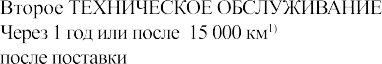 Второе ТЕХНИЧЕСКОЕ ОБСЛУЖИВАНИЕ
Через 1 год или после 15 000 км¹⁾
после поставки